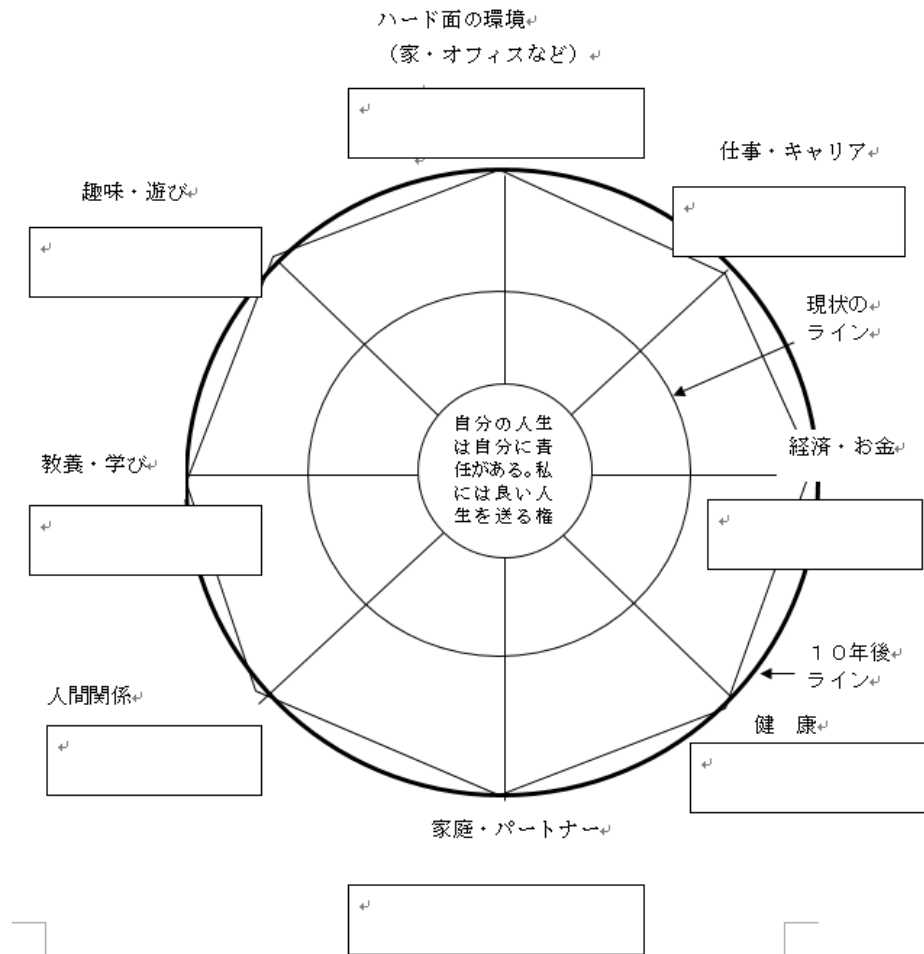 ハード面の環境
（家・オフィスなど）
仕事・キャリア
趣味・遊び
現状の
ライン
自分の人生
は自分に責
任がある。私
には良い人
生を送る権
経済・お金
教養・学び
１０年後
ライン
人間関係
健　康
家庭・パートナー